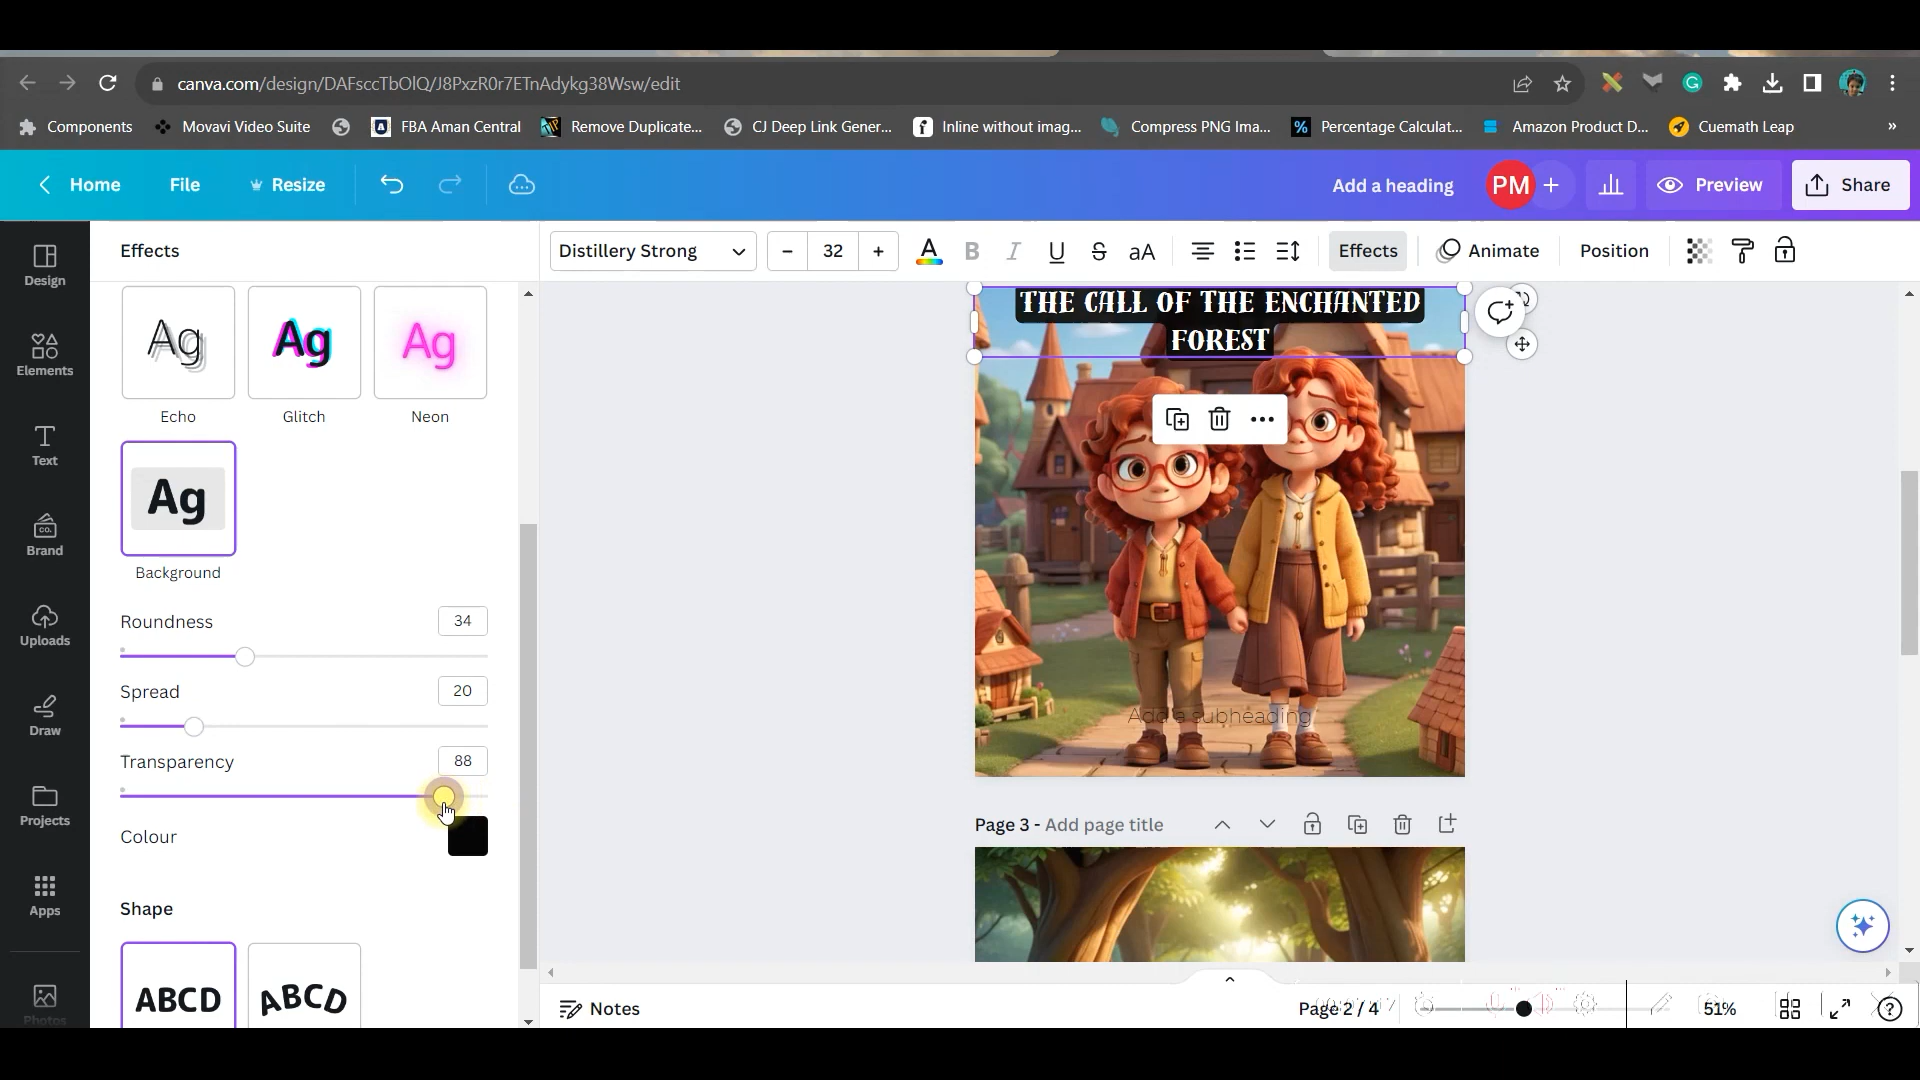 canva.com/design/DAFsccTbOlQ/J8PxzR0r7ETnAdykg38Wsw/edit
Components
Movavi Video Suite
FBA Aman Central
Remove Duplicate...
CJ Deep Link Gener...
Inline without imag...
Compress PNG Ima...
Percentage Calculat...
Amazon Product D...
Cuemath Leap
»
Home
File
Resize
Add a heading
PM
Preview
Share
Design
Elements
Text
Brand
Uploads
Draw
Projects
Apps
Photos
Effects
Distillery Strong
32
A
B
I
U
S
aA
Effects
Animate
Position
Ag
Ag
Ag
Echo
Glitch
Neon
Ag
Background
Roundness
34
Spread
20
Transparency
88
Colour
Shape
ABCD
ABCD
THE CALL OF THE ENCHANTED
FOREST
Add a subheading
Page 3 - Add page title
Notes
Page 2 / 4
51%